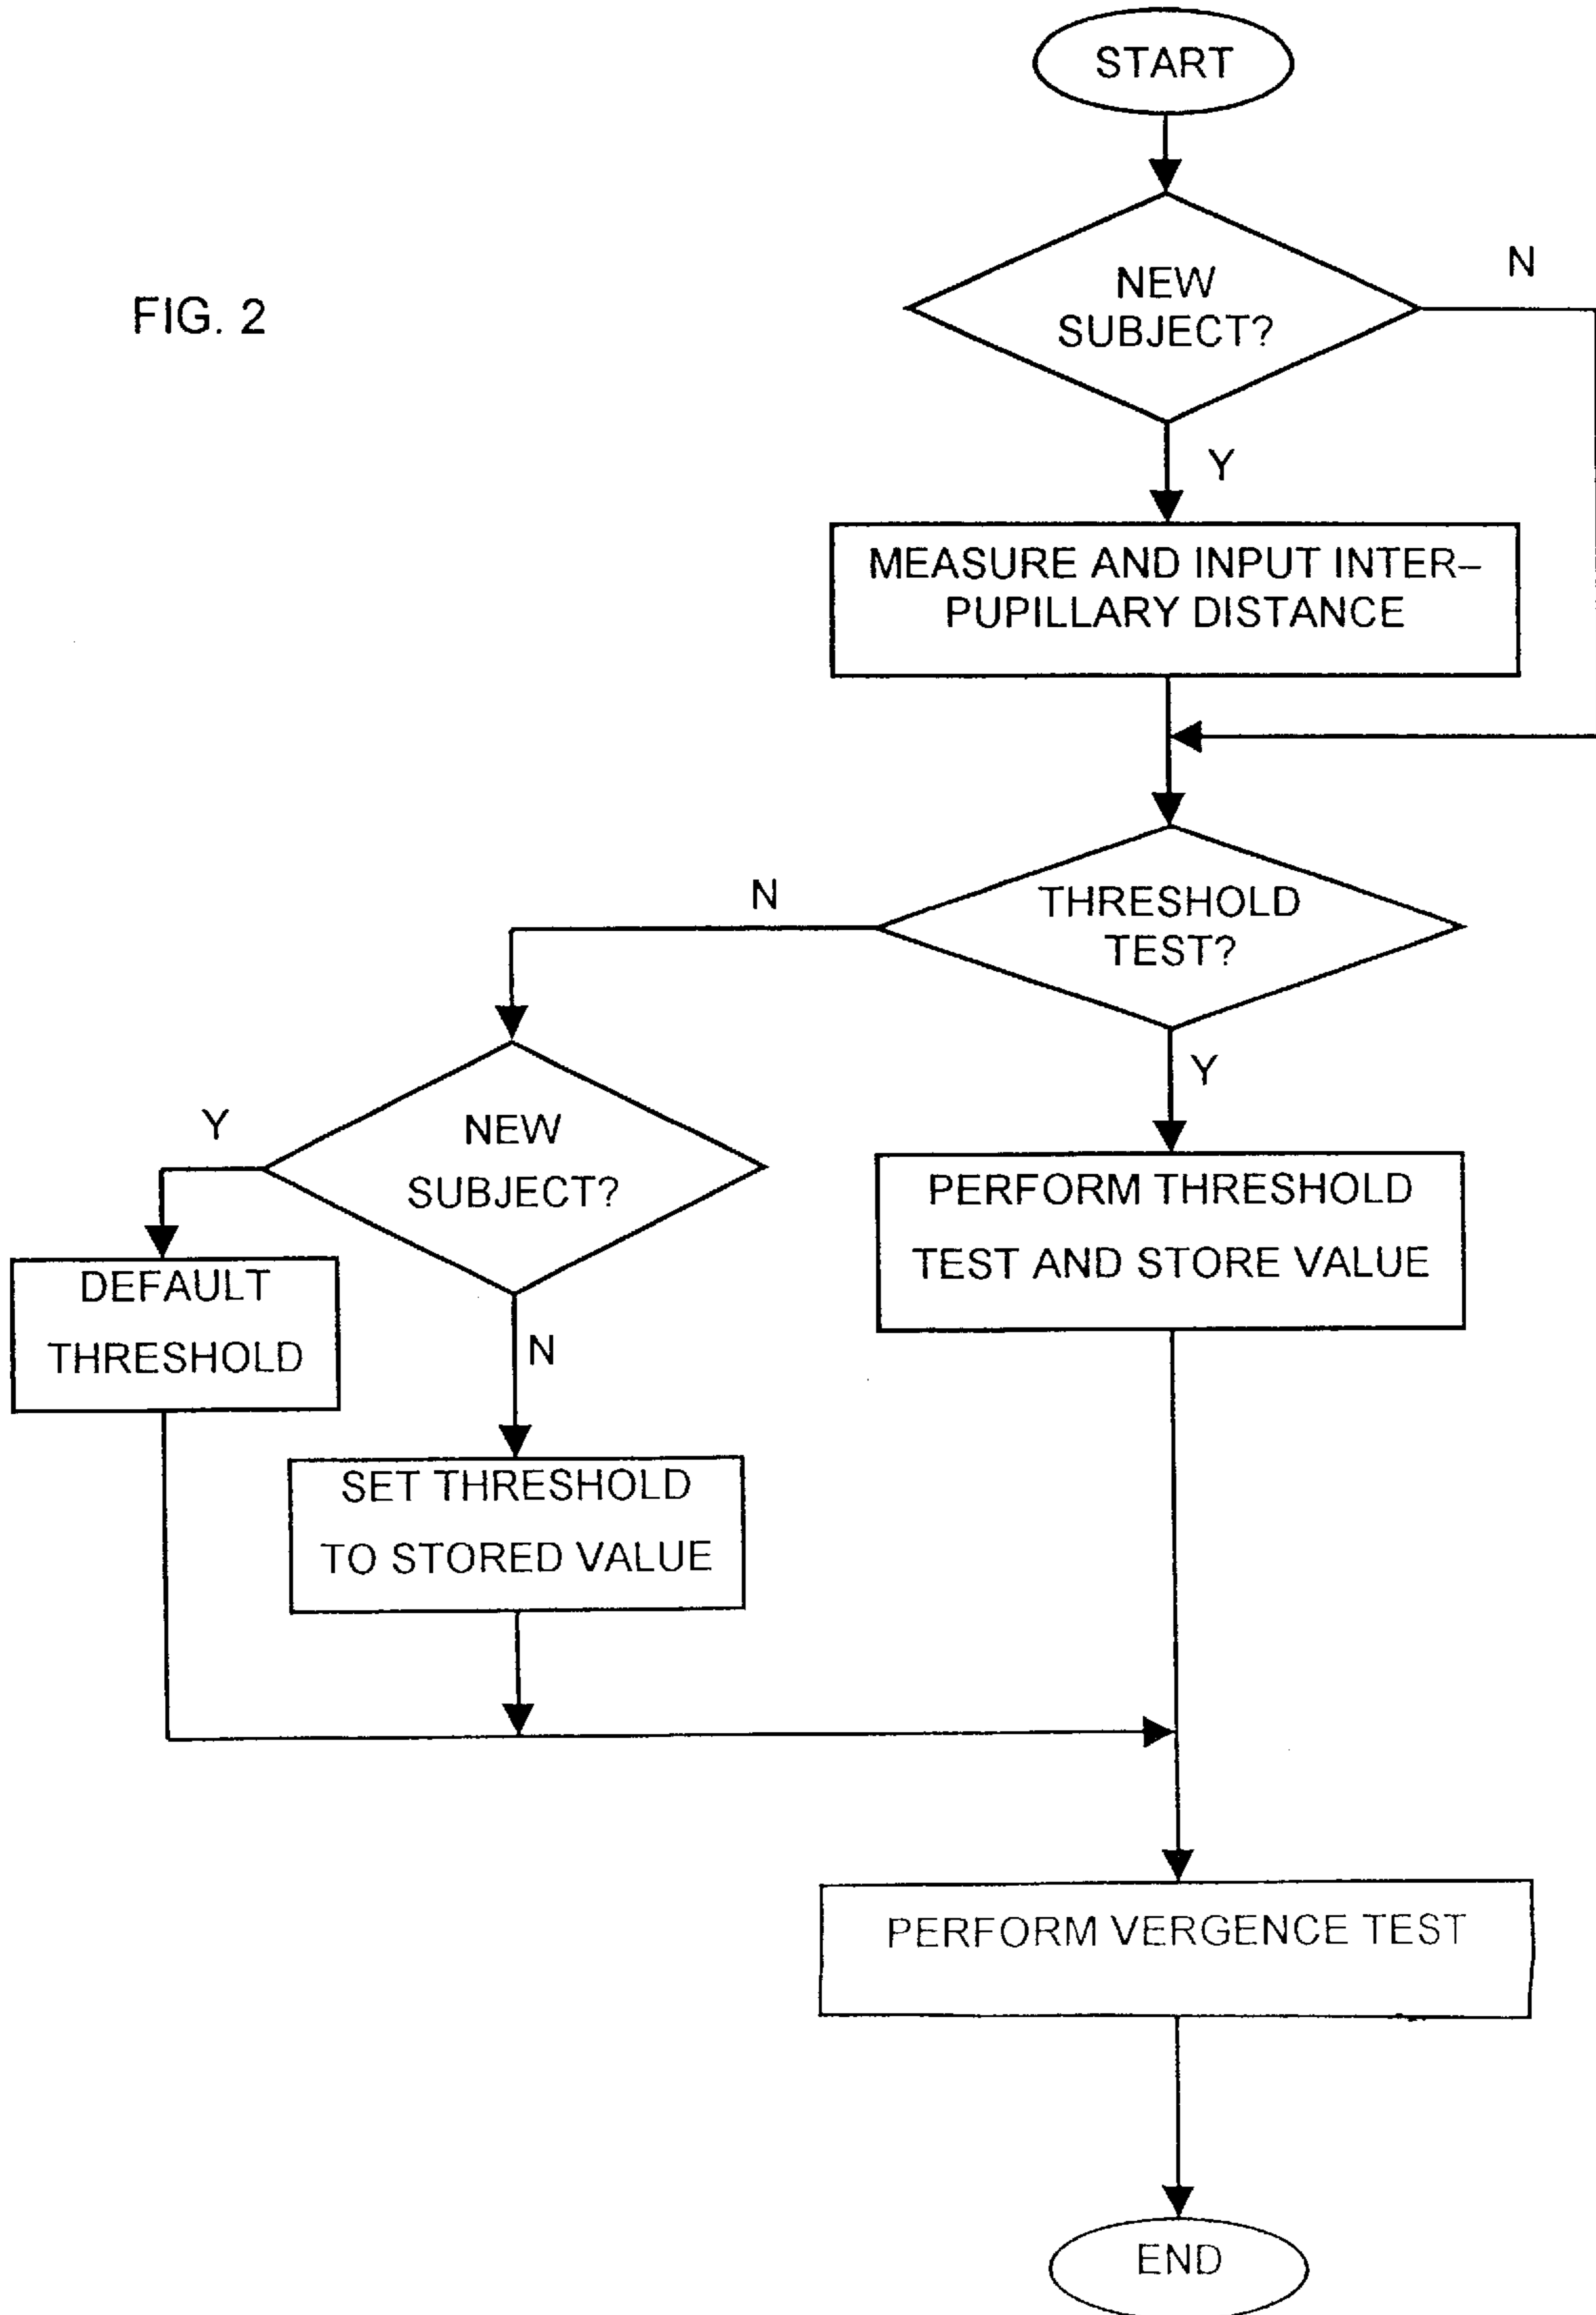 START
NEW
SUBJECT?
N
FIG. 2
Y
MEASURE AND INPUT INTER–
PUPILLARY DISTANCE
N
THRESHOLD
TEST?
Y
Y
NEW
SUBJECT?
PERFORM THRESHOLD
TEST AND STORE VALUE
DEFAULT
THRESHOLD
N
SET THRESHOLD
TO STORED VALUE
PERFORM VERGENCE TEST
END